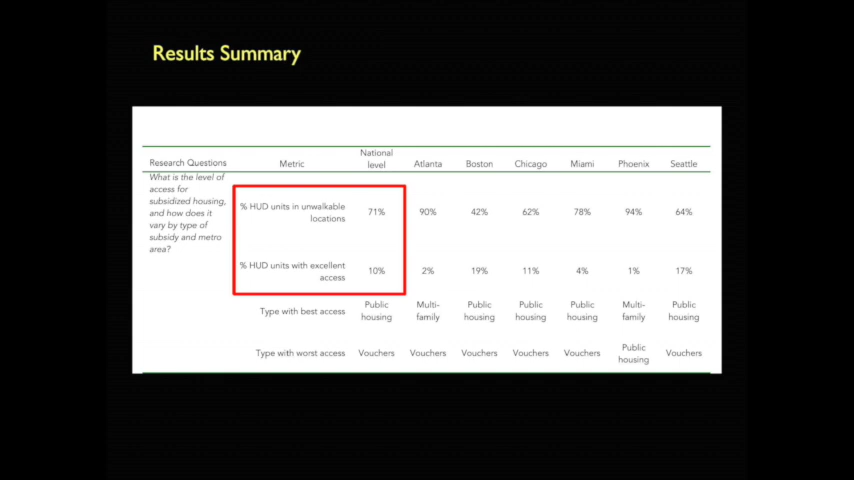 Results Summary
Research Questions Metric National level Atlanta Boston Chicago Miami Phoenix Seattle
What is the level of
access for
subsidized housing,
and how does it
vary by type of
subsidy and metro
area?
% HUD units in unwalkable
locations
71% 90% 42% 62% 78% 94% 64%
% HUD units with excellent
access
10% 2% 19% 11% 4% 1% 17%
Type with best access
Public housing Multi-family Public housing Public housing Public housing Multi-family Public housing
Type with worst access
Vouchers Vouchers Vouchers Vouchers Vouchers Public housing Vouchers